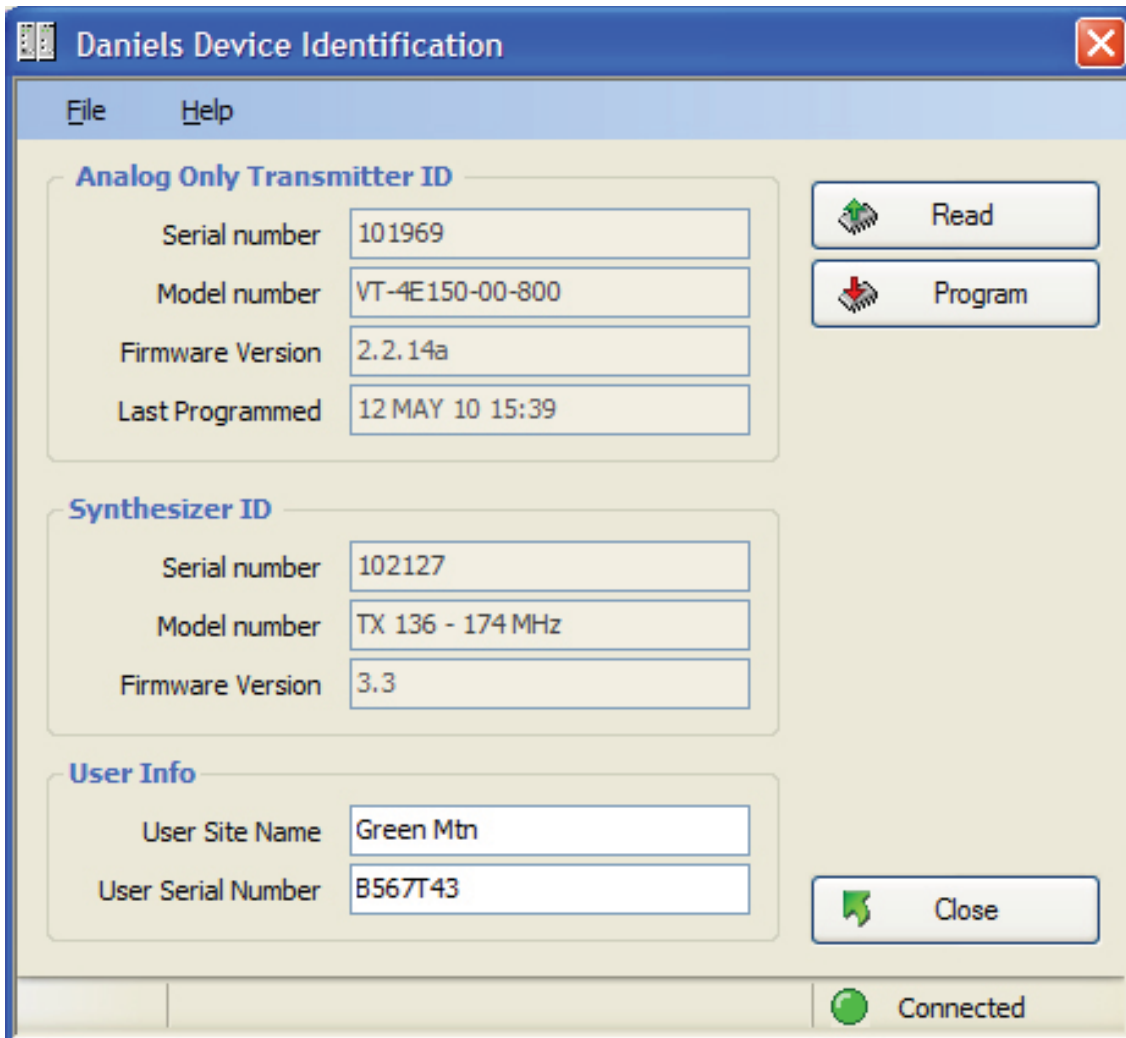 Daniels Device Identification
File Help
Analog Only Transmitter ID
Serial number 101969
Read
Model number VT-4E150-00-800
Program
Firmware Version 2.2.14a
Last Programmed 12 MAY 10 15:39
Synthesizer ID
Serial number 102127
Model number TX 136 - 174 MHz
Firmware Version 3.3
User Info
User Site Name Green Mtn
User Serial Number B567T43
Close
Connected